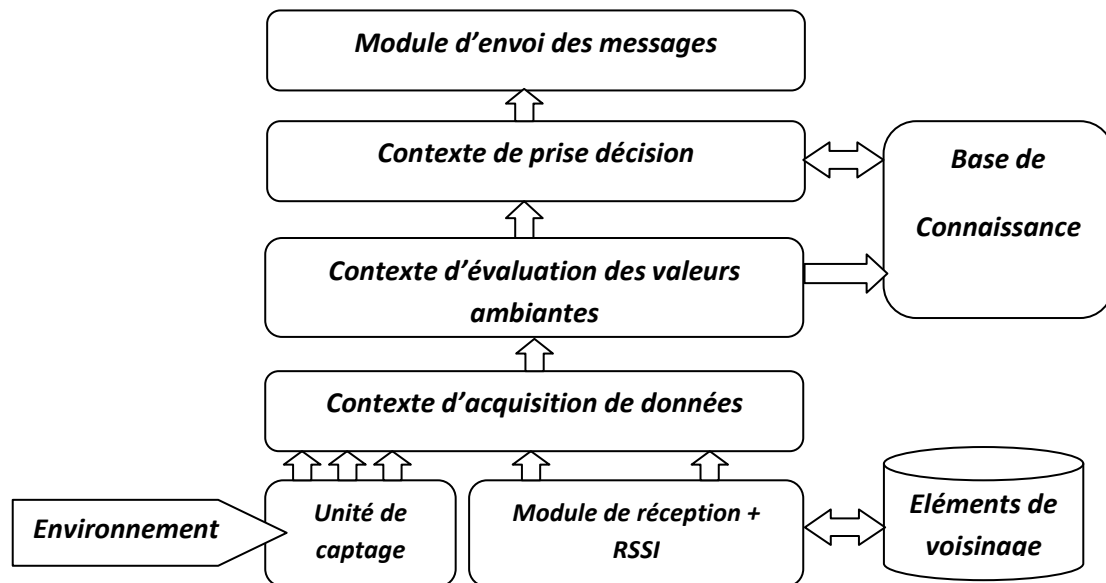 Module d'envoi des messages
Contexte de prise décision
Base de
Connaissance
Contexte d'évaluation des valeurs
ambiantes
Contexte d'acquisition de données
Environnement
Unité de
captage
Module de réception +
RSSI
Eléments de
voisinage